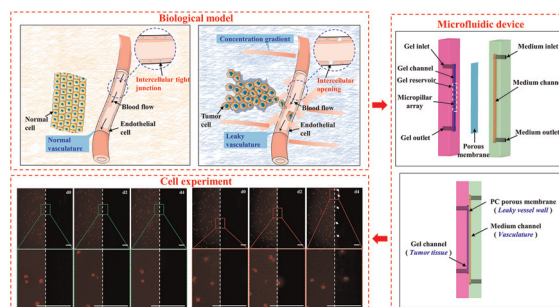 Biological model
Intercellular tight
junction
Blood flow
Normal
cell
Endothelial
cell
Normal
vasculature
Concentration gradient
Intercellular
opening
Tumor
cell
Blood flow
Endothelial
cell
Leaky
vasculature
Microfluidic device
Gel inlet
Gel channel
Gel reservoir
Micropillar
array
Gel outlet
Porous
membrane
Medium inlet
Medium channel
Medium outlet
PC porous membrane
( Leaky vessel wall )
Medium channel
( Vasculature )
Gel channel
( Tumor tissue )
Cell experiment
d0
d2
d4
d0
d2
d4